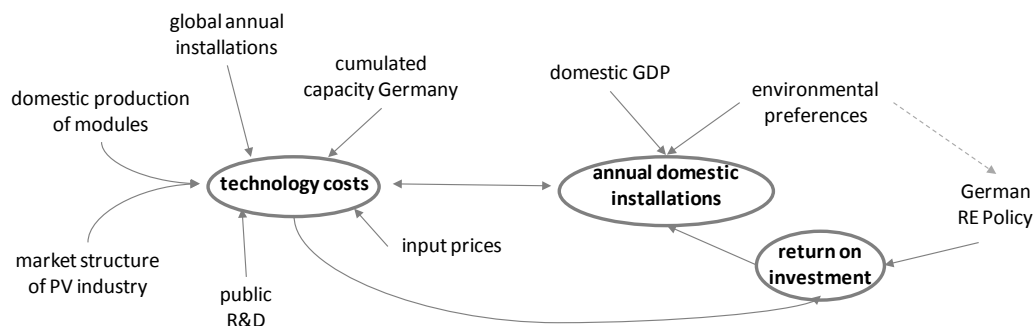 global annual
installations
cumulated
capacity Germany
domestic GDP
environmental
preferences
domestic production
of modules
technology costs
annual domestic
installations
German
RE Policy
market structure
of PV industry
input prices
return on
investment
public
R&D